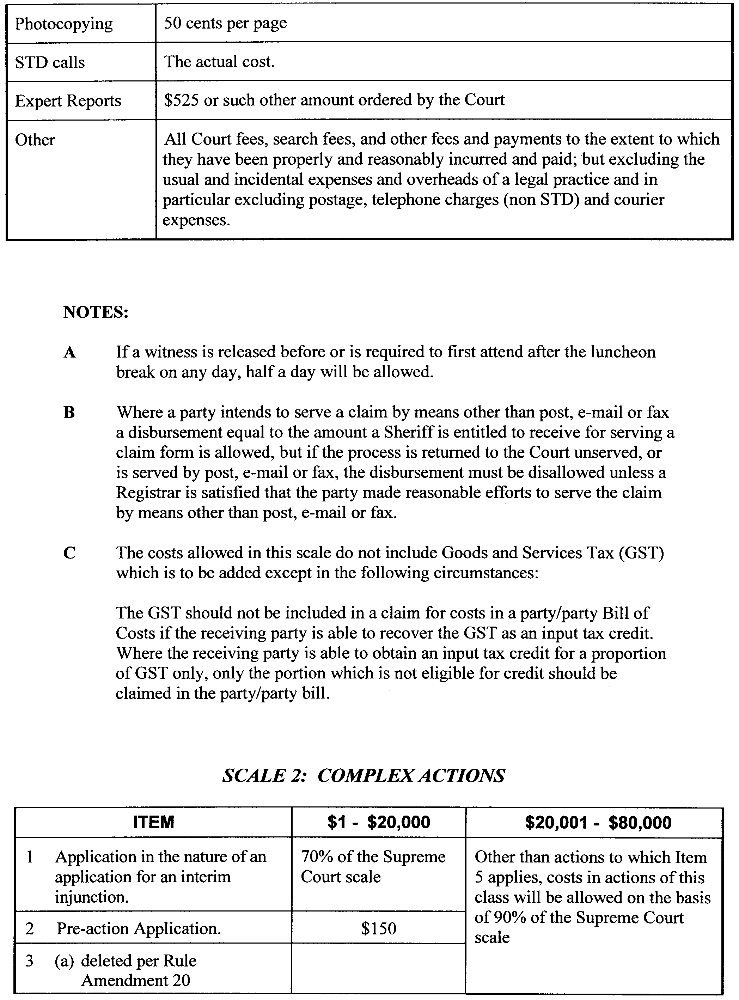 Photocopying 50 cents per page
STD calls The actual cost.
Expert Reports $525 or such other amount ordered by the Court
Other All Court fees, search fees, and other fees and payments to the extent to which
they have been properly and reasonably incurred and paid; but excluding the
usual and incidental expenses and overheads of a legal practice and in
particular excluding postage, telephone charges (non STD) and courier
expenses.
NOTES:
A If a witness is released before or is required to first attend after the luncheon
break on any day, half a day will be allowed.
B Where a party intends to serve a claim by means other than post, e-mail or fax
a disbursement equal to the amount a Sheriff is entitled to receive for serving a
claim form is allowed, but if the process is returned to the Court unserved, or
is served by post, e-mail or fax, the disbursement must be disallowed unless a
Registrar is satisfied that the party made reasonable efforts to serve the claim
by means other than post, e-mail or fax.
C The costs allowed in this scale do not include Goods and Services Tax (GST)
which is to be added except in the following circumstances:
The GST should not be included in a claim for costs in a party/party Bill of
Costs if the receiving party is able to recover the GST as an input tax credit.
Where the receiving party is able to obtain an input tax credit for a proportion
of GST only, only the portion which is not eligible for credit should be
claimed in the party/party bill.
SCALE 2: COMPLEX ACTIONS
ITEM $1 - $20,000 $20,001 - $80,000
1 Application in the nature of an
application for an interim
injunction.
70% of the Supreme
Court scale
Other than actions to which Item
5 applies, costs in actions of this
class will be allowed on the basis
of 90% of the Supreme Court
scale
2 Pre-action Application. $150
3 (a) deleted per Rule
Amendment 20